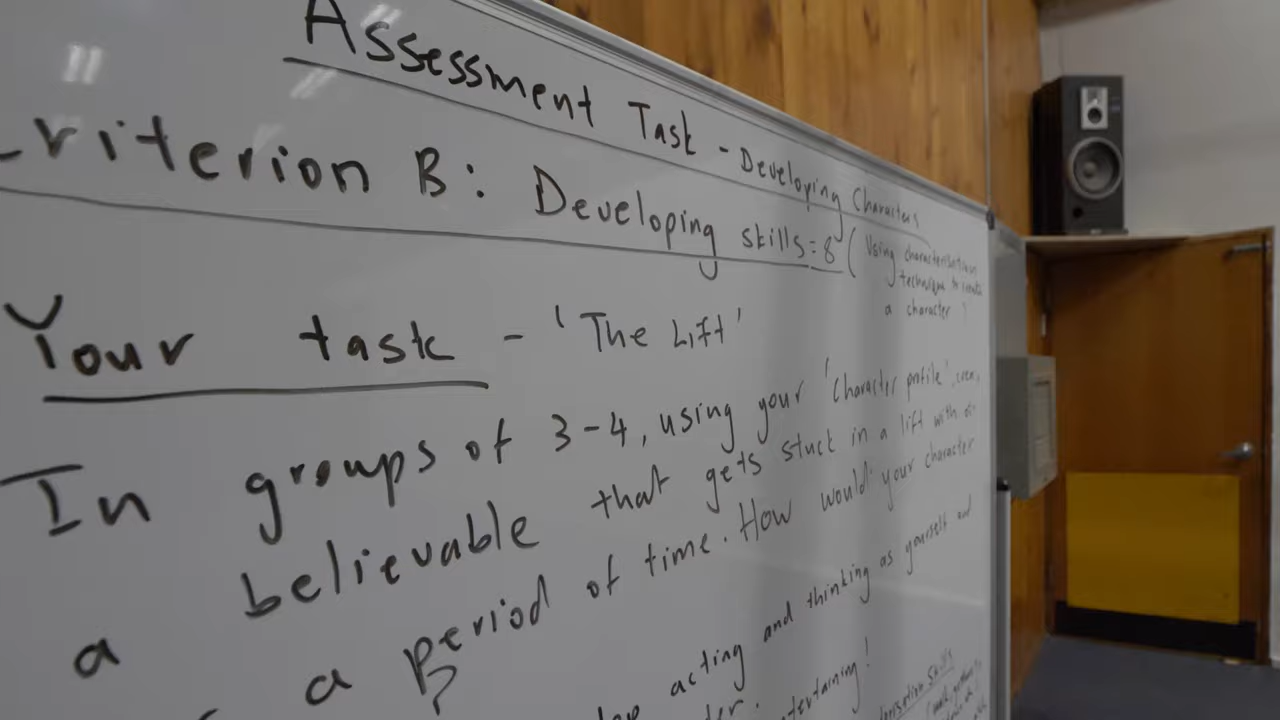 Assessment Task - Developing Characters
Criterion B: Developing skills = 8 (Using characterisation
technique to create
a character)
Your task - 'The Lift'
In groups of 3-4, using your 'Character profile',
a believable that gets stuck in a lift with
a period of time. How would your character
acting and thinking as yourself and
entertaining!
skills